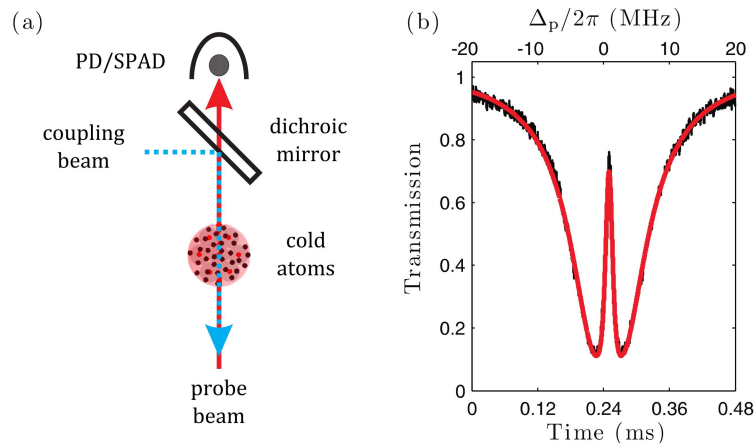 (a)
PD/SPAD
coupling
beam
dichroic
mirror
cold
atoms
probe
beam
(b)
Δp/2π (MHz)
-20 -10 0 10 20
1
0.8
0.6
0.4
0.2
0
Transmission
0 0.12 0.24 0.36 0.48
Time (ms)